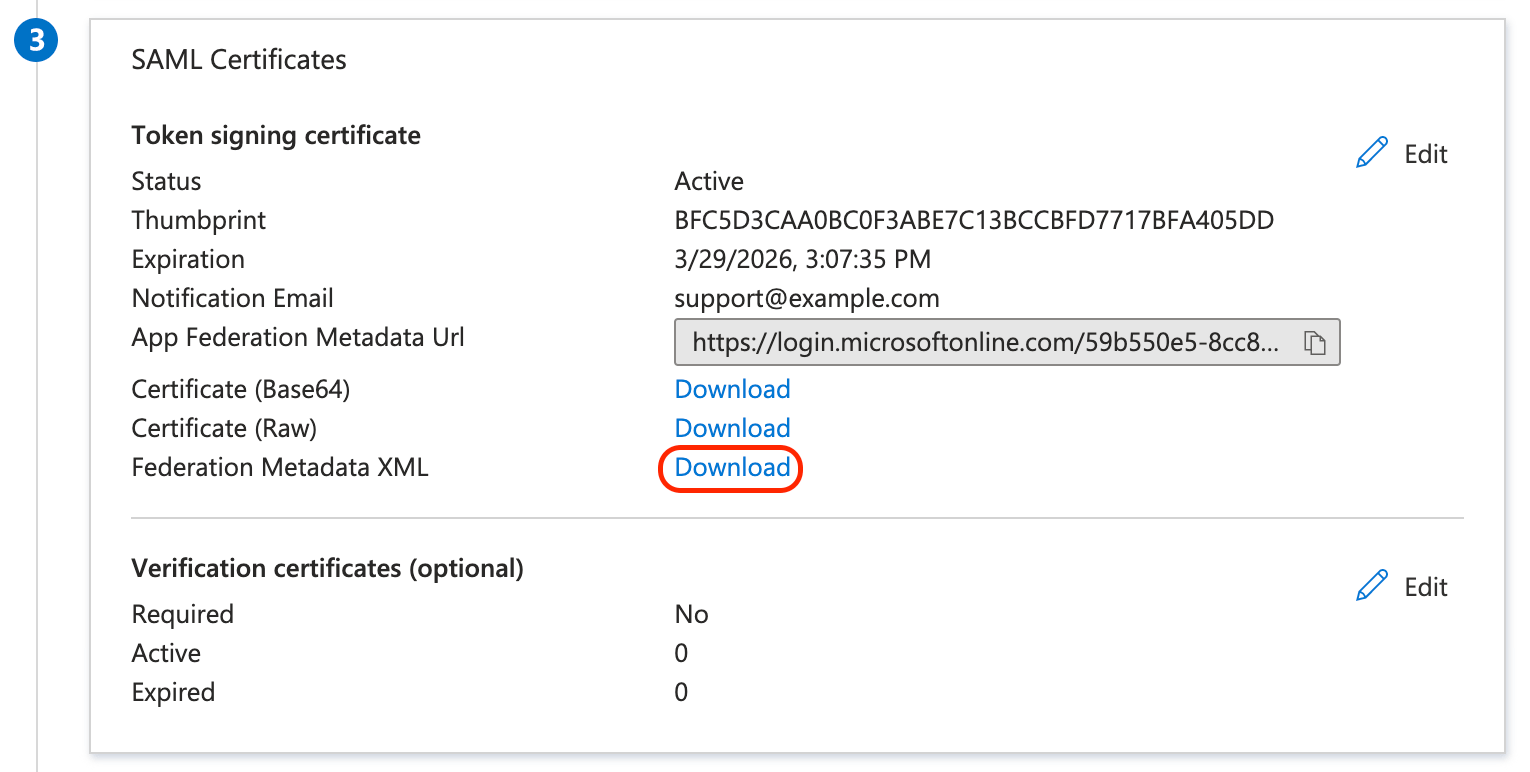 3
SAML Certificates
Token signing certificate
Edit
Status Active
Thumbprint BFC5D3CAA0BC0F3ABE7C13BCCBFD7717BFA405DD
Expiration 3/29/2026, 3:07:35 PM
Notification Email support@example.com
App Federation Metadata Url https://login.microsoftonline.com/59b550e5-8cc8...
Certificate (Base64) Download
Certificate (Raw) Download
Federation Metadata XML Download
Verification certificates (optional)
Edit
Required No
Active 0
Expired 0